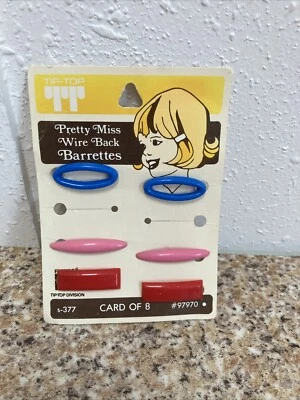 TIP-TOP
TT
Pretty Miss
Wire Back
Barrettes
TIP-TOP DIVISION
s-377 CARD OF 8 #97970